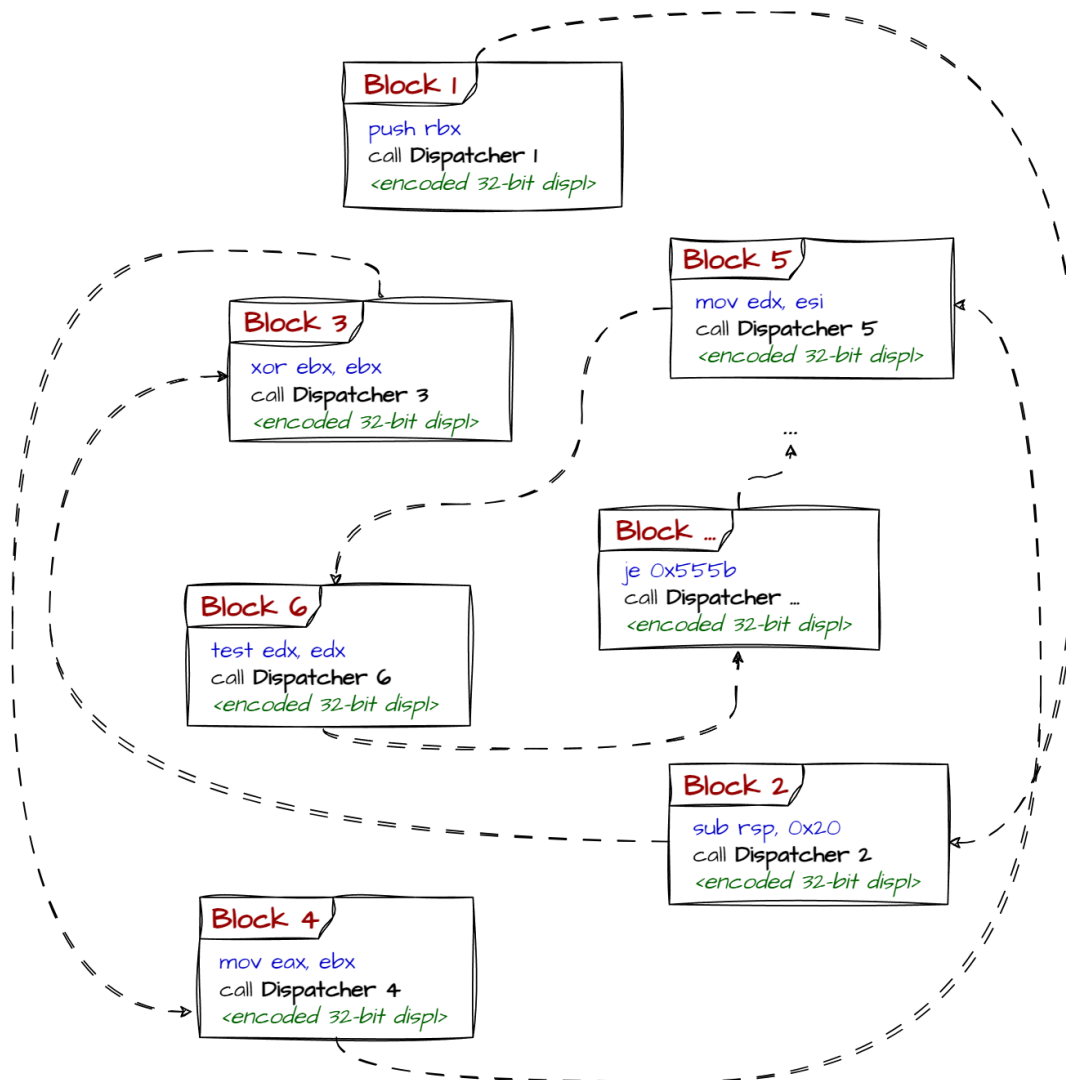 Block 1
push rbx
call Dispatcher 1
<encoded 32-bit displ>
Block 5
mov edx, esi
call Dispatcher 5
<encoded 32-bit displ>
Block 3
xor ebx, ebx
call Dispatcher 3
<encoded 32-bit displ>
...
Block ...
je 0x555b
call Dispatcher ...
<encoded 32-bit displ>
Block 6
test edx, edx
call Dispatcher 6
<encoded 32-bit displ>
Block 2
sub rsp, 0x20
call Dispatcher 2
<encoded 32-bit displ>
Block 4
mov eax, ebx
call Dispatcher 4
<encoded 32-bit displ>